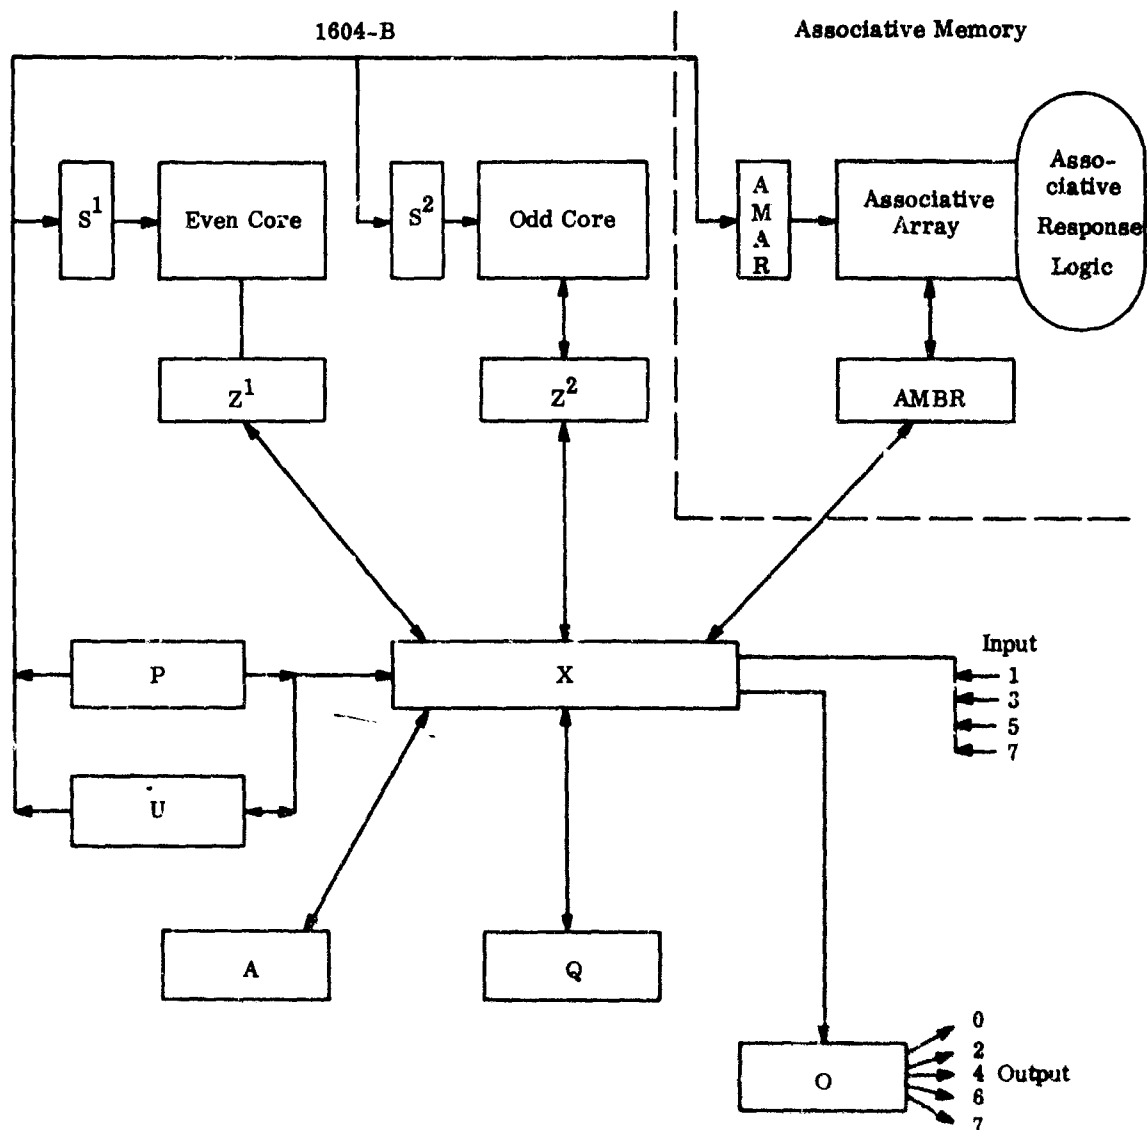 1604-B
Associative Memory
S¹
Even Core
S²
Odd Core
A
M
A
R
Associative
Array
Asso-
ciative
Response
Logic
Z¹
Z²
AMBR
P
X
Input
1
3
5
7
U
A
Q
O
0
2
4 Output
6
7